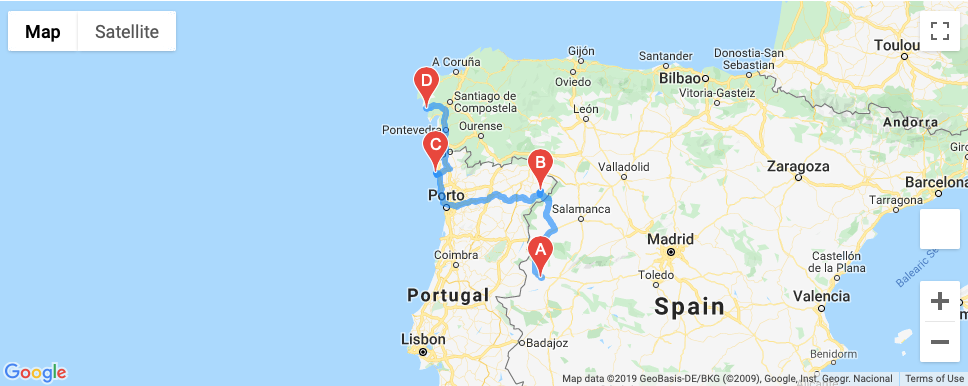 Map
Satellite
Gijón
Santander
Donostia-San
Sebastian
Toulou
A Coruña
Oviedo
Bilbao
D
Vitoria-Gasteiz
Santiago de
Compostela
León
Andorra
Pontevedra
Ourense
C
B
Valladolid
Zaragoza
Giro
Barcelona
Porto
Tarragona
Salamanca
A
Madrid
Coimbra
Toledo
Castellón
de la Plana
Balearic Se
Portugal
Spain
Valencia
Lisbon
Badajoz
Benidorm
Google
Map data ©2019 GeoBasis-DE/BKG (©2009), Google, Inst. Geogr. Nacional
Terms of Use